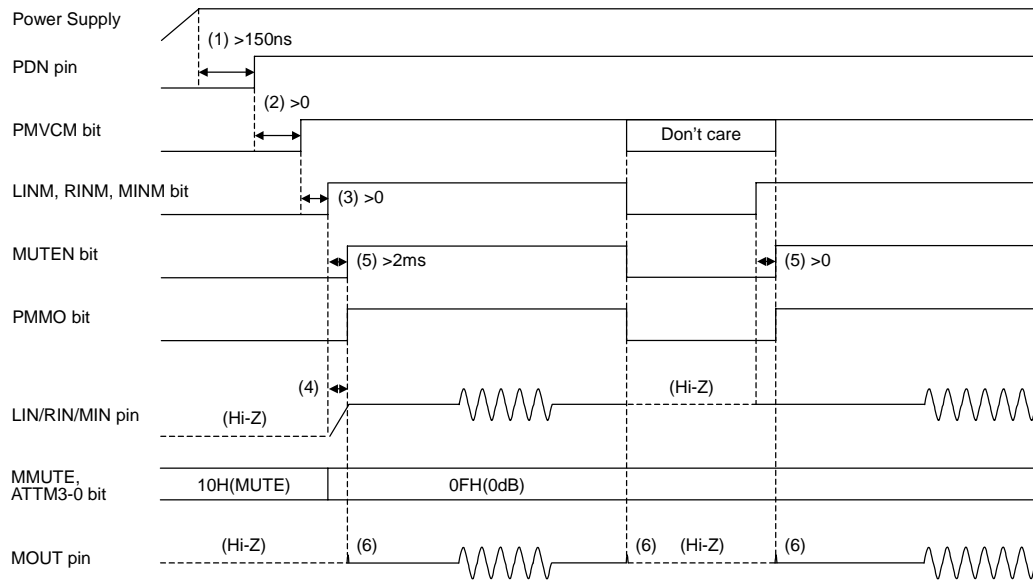 Power Supply
(1) >150ns
PDN pin
(2) >0
PMVCM bit
Don't care
LINM, RINM, MINM bit
(3) >0
MUTEN bit
(5) >2ms
(5) >0
PMMO bit
(4)
(Hi-Z)
LIN/RIN/MIN pin
(Hi-Z)
MMUTE,
ATTM3-0 bit
10H(MUTE)
0FH(0dB)
MOUT pin
(Hi-Z)
(6)
(6)
(Hi-Z)
(6)